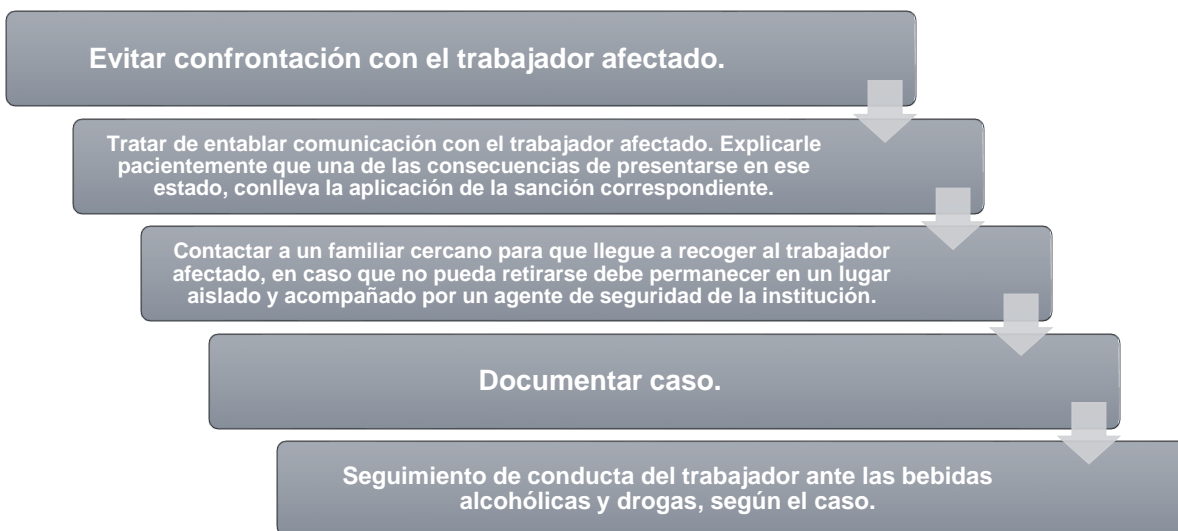 Evitar confrontación con el trabajador afectado.
Tratar de entablar comunicación con el trabajador afectado. Explicarle
pacientemente que una de las consecuencias de presentarse en ese
estado, conlleva la aplicación de la sanción correspondiente.
Contactar a un familiar cercano para que llegue a recoger al trabajador
afectado, en caso que no pueda retirarse debe permanecer en un lugar
aislado y acompañado por un agente de seguridad de la institución.
Documentar caso.
Seguimiento de conducta del trabajador ante las bebidas
alcohólicas y drogas, según el caso.